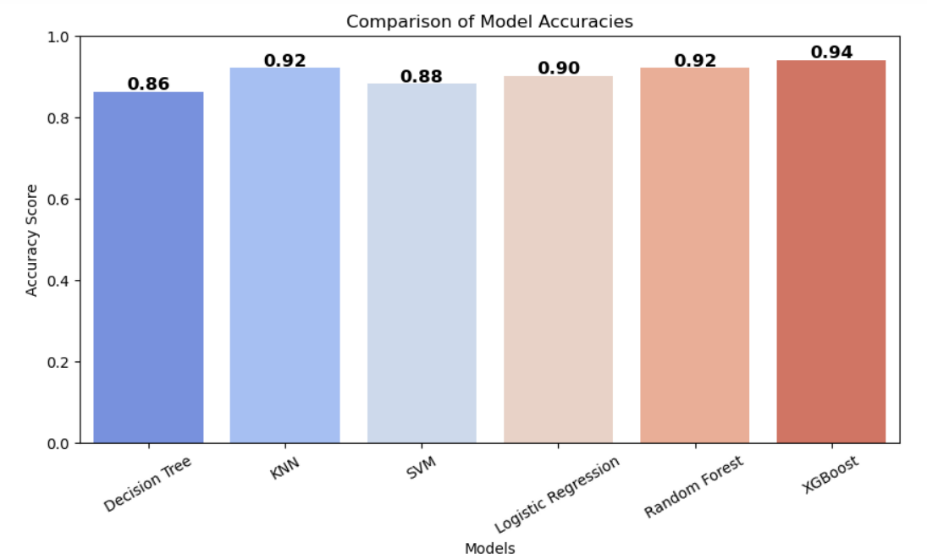 Comparison of Model Accuracies
1.0
0.8
0.6
0.4
0.2
0.0
Accuracy Score
0.86
0.92
0.88
0.90
0.92
0.94
Decision Tree
KNN
SVM
Logistic Regression
Random Forest
XGBoost
Models